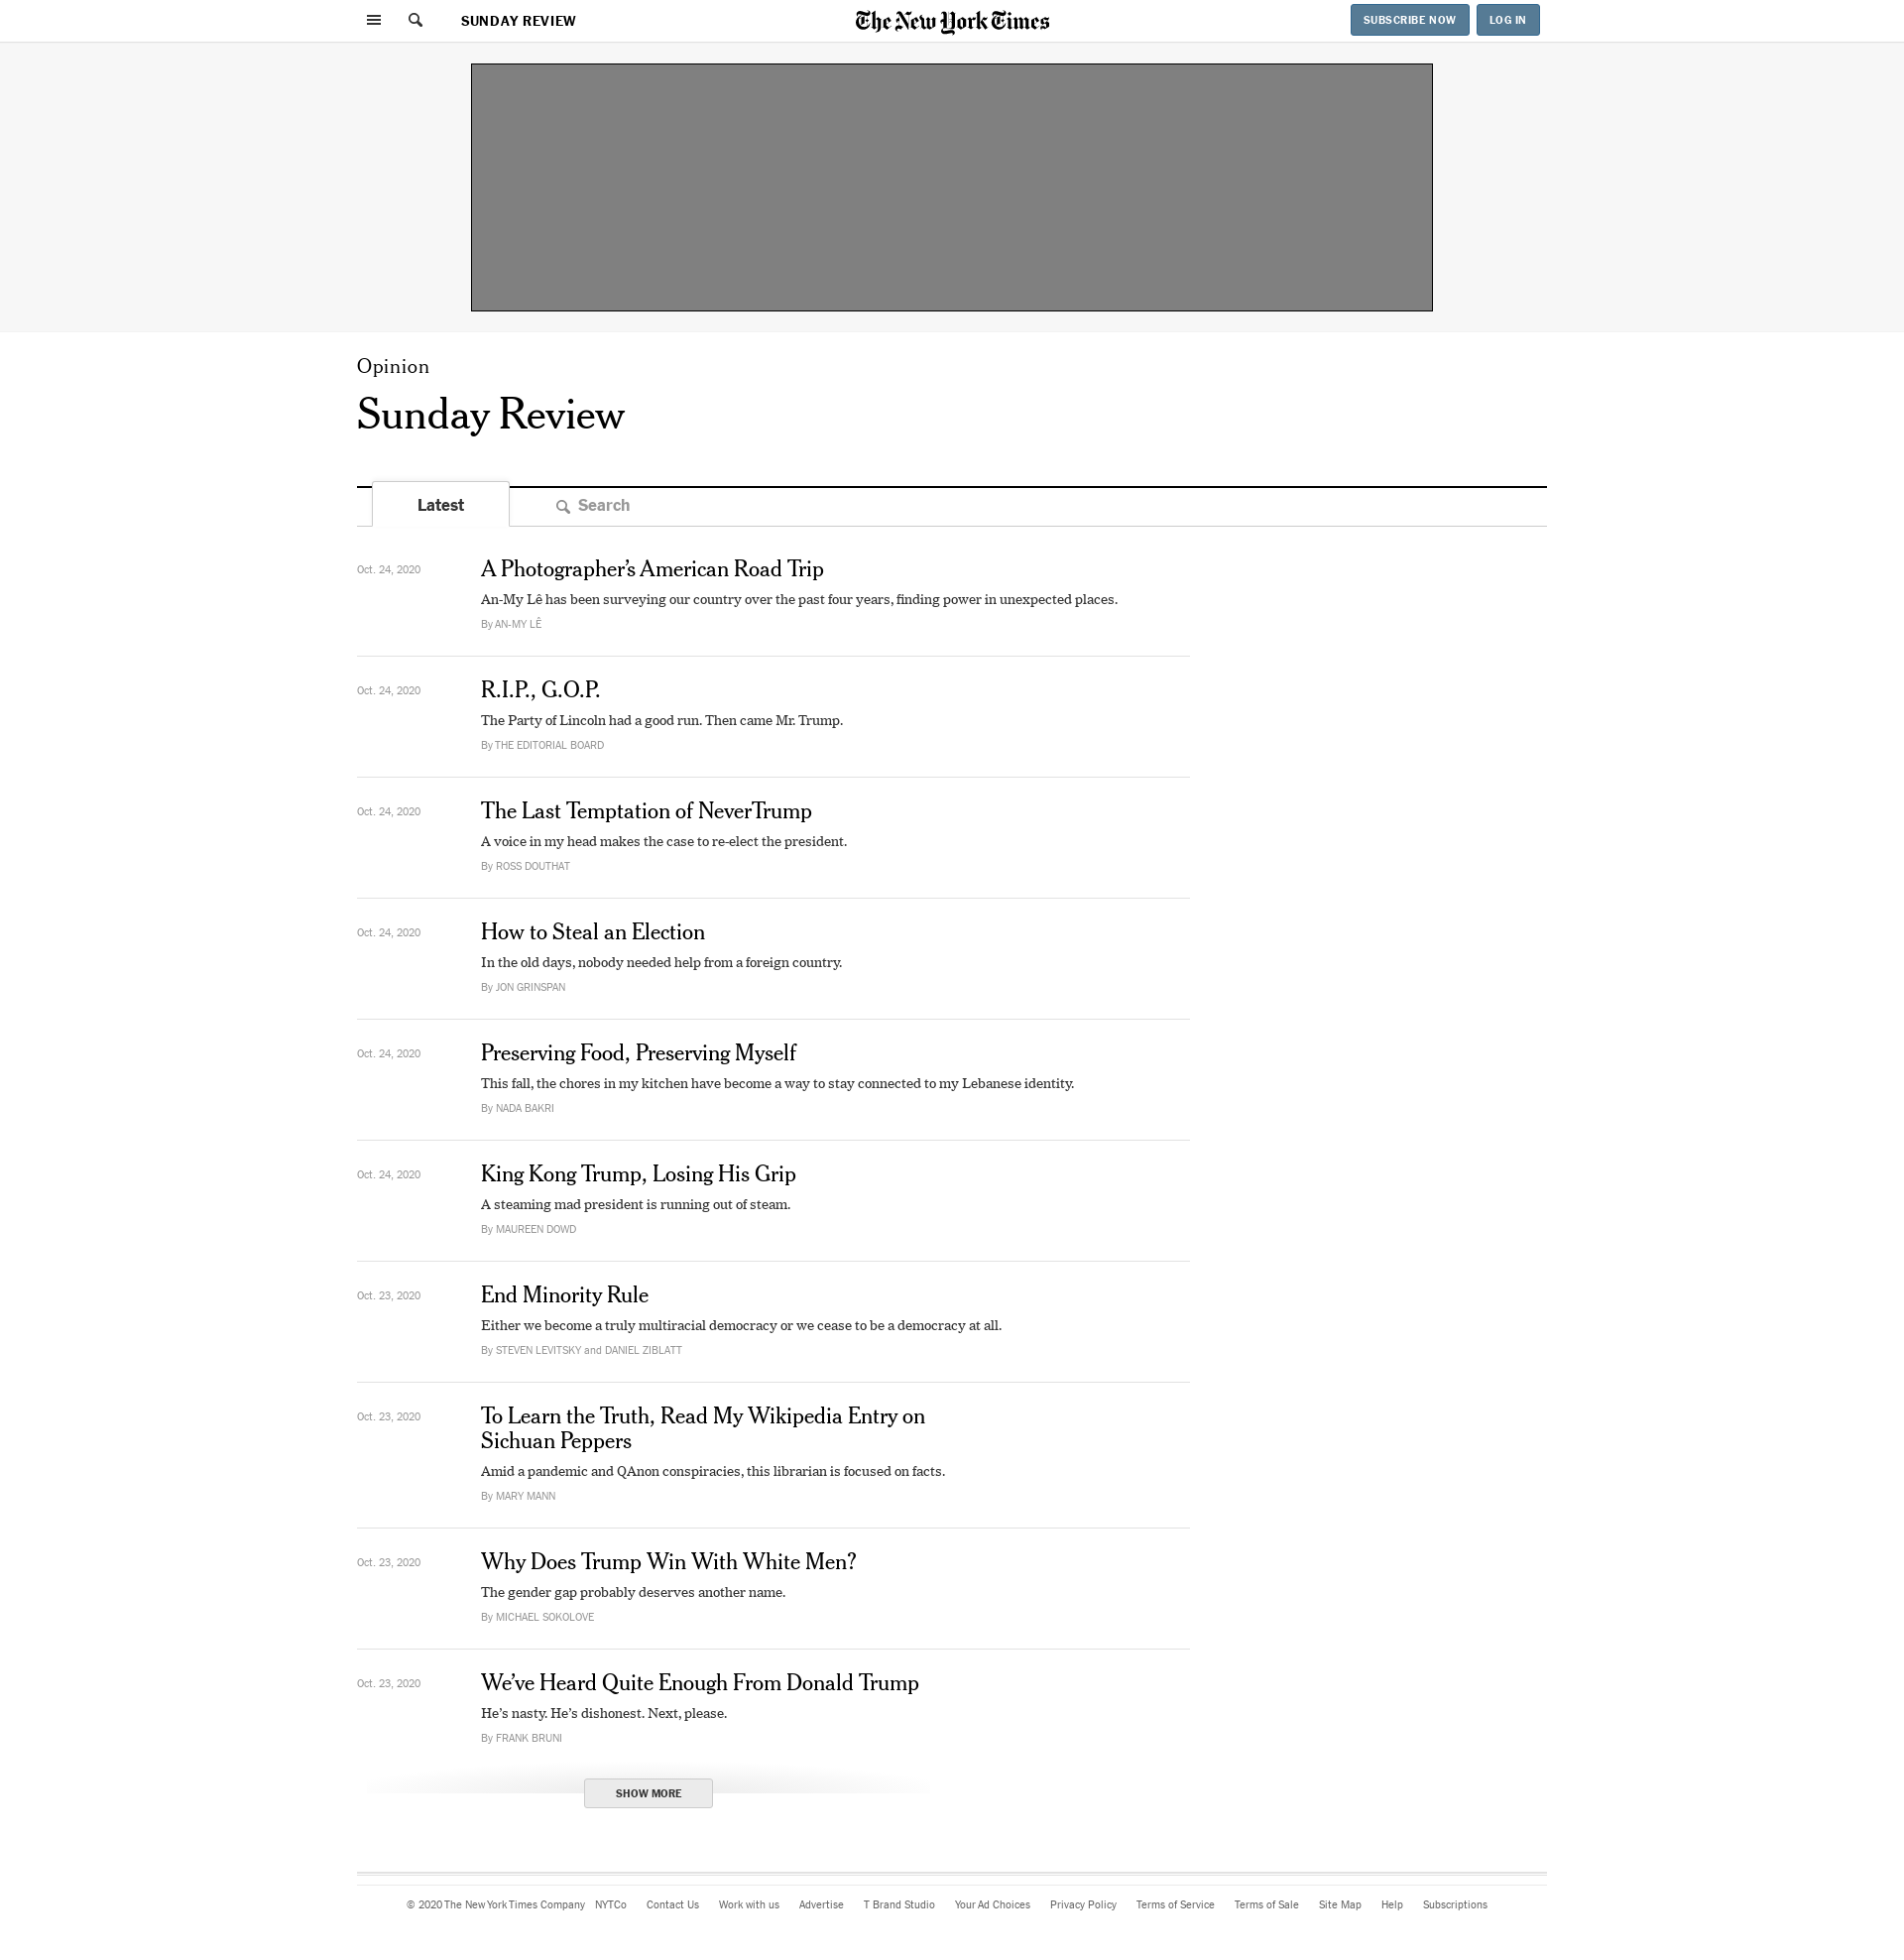 SUNDAY REVIEW
The New York Times
SUBSCRIBE NOW
LOG IN
Opinion
Sunday Review
Latest
Search
Oct. 24, 2020
A Photographer’s American Road Trip
An-My Lê has been surveying our country over the past four years, finding power in unexpected places.
By AN-MY LÊ
Oct. 24, 2020
R.I.P., G.O.P.
The Party of Lincoln had a good run. Then came Mr. Trump.
By THE EDITORIAL BOARD
Oct. 24, 2020
The Last Temptation of NeverTrump
A voice in my head makes the case to re-elect the president.
By ROSS DOUTHAT
Oct. 24, 2020
How to Steal an Election
In the old days, nobody needed help from a foreign country.
By JON GRINSPAN
Oct. 24, 2020
Preserving Food, Preserving Myself
This fall, the chores in my kitchen have become a way to stay connected to my Lebanese identity.
By NADA BAKRI
Oct. 24, 2020
King Kong Trump, Losing His Grip
A steaming mad president is running out of steam.
By MAUREEN DOWD
Oct. 23, 2020
End Minority Rule
Either we become a truly multiracial democracy or we cease to be a democracy at all.
By STEVEN LEVITSKY and DANIEL ZIBLATT
Oct. 23, 2020
To Learn the Truth, Read My Wikipedia Entry on
Sichuan Peppers
Amid a pandemic and QAnon conspiracies, this librarian is focused on facts.
By MARY MANN
Oct. 23, 2020
Why Does Trump Win With White Men?
The gender gap probably deserves another name.
By MICHAEL SOKOLOVE
Oct. 23, 2020
We’ve Heard Quite Enough From Donald Trump
He’s nasty. He’s dishonest. Next, please.
By FRANK BRUNI
SHOW MORE
© 2020 The New York Times Company NYTCo Contact Us Work with us Advertise T Brand Studio Your Ad Choices Privacy Policy Terms of Service Terms of Sale Site Map Help Subscriptions